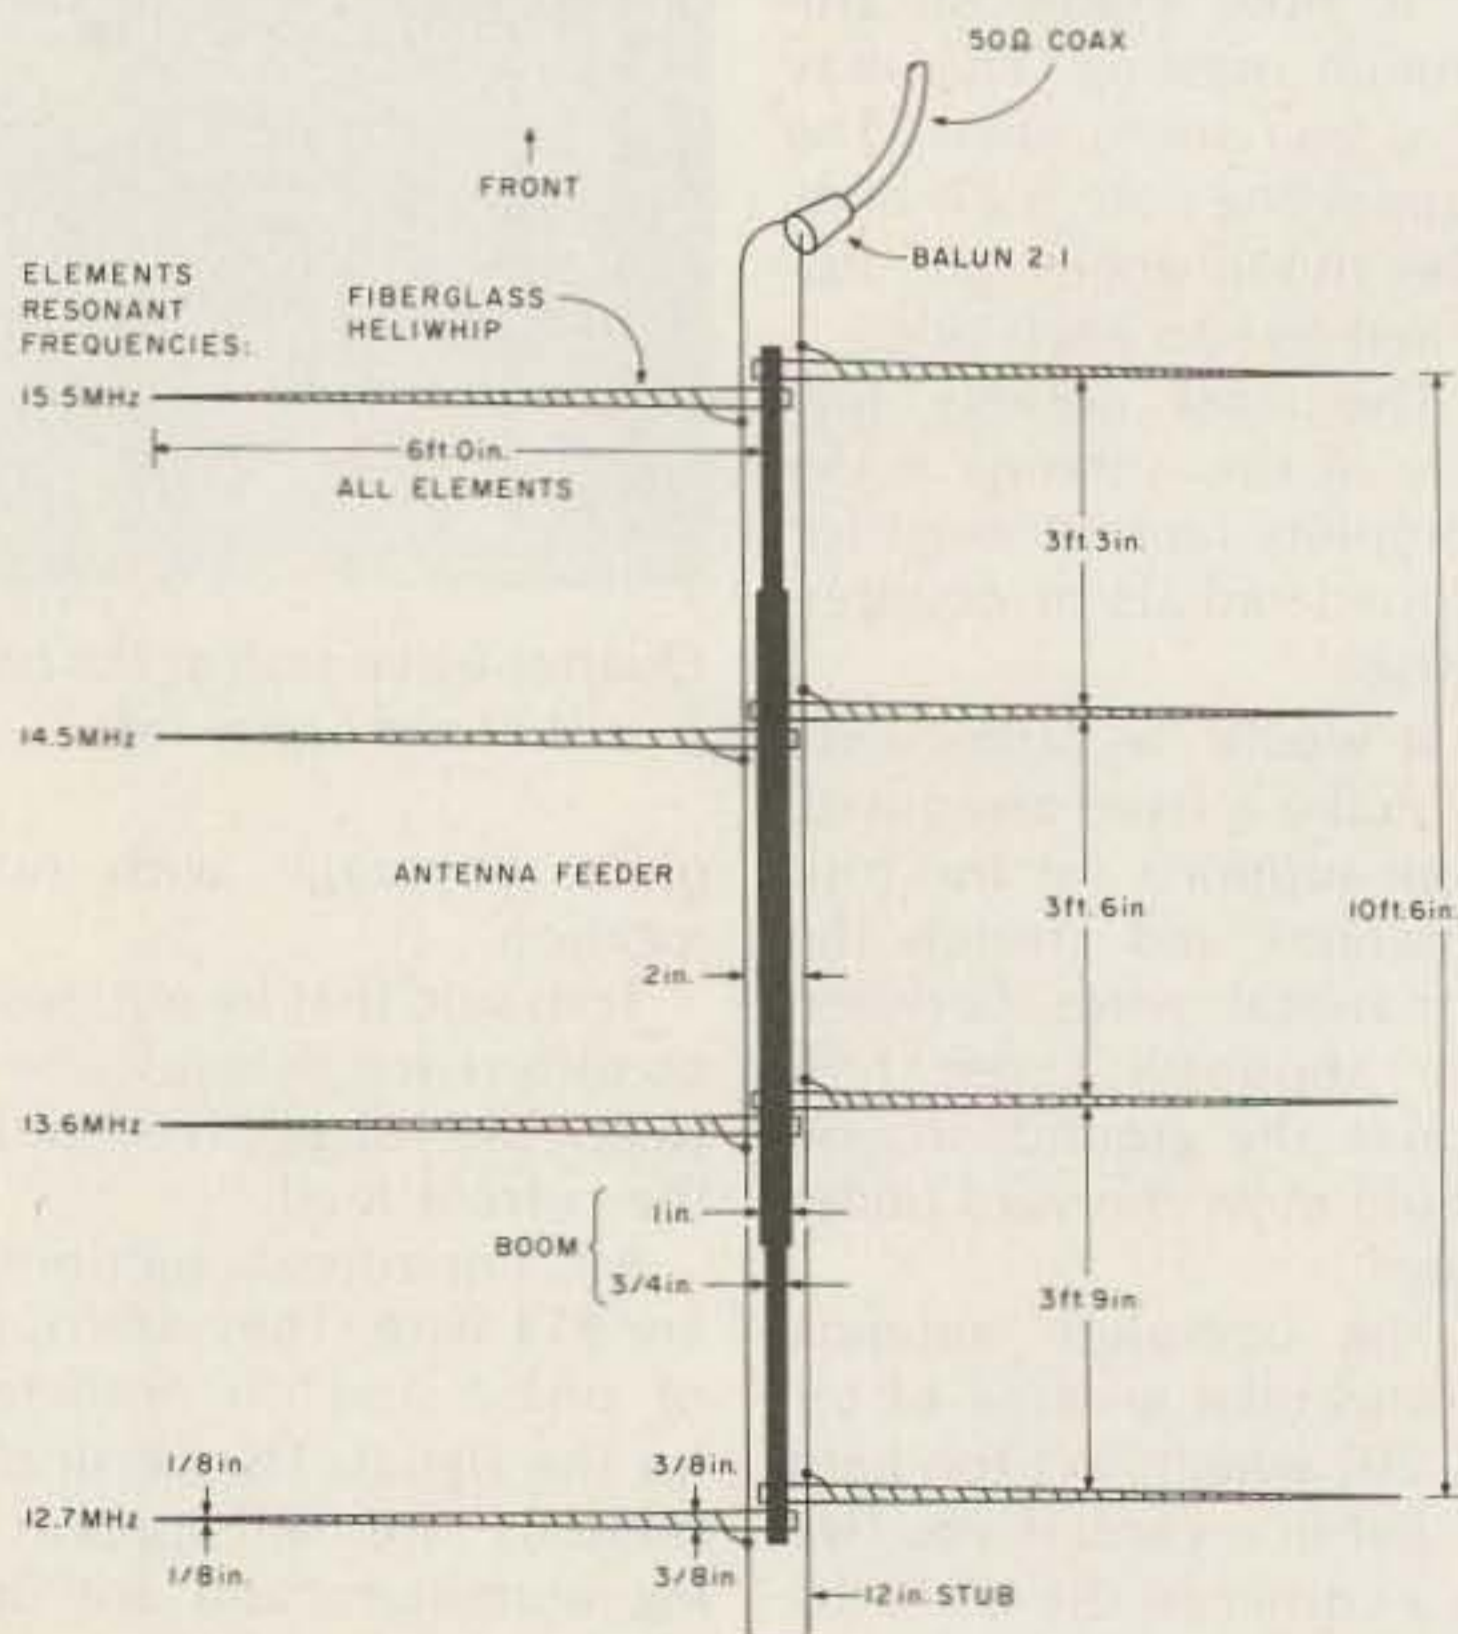 50Ω COAX
FRONT
BALUN 2:1
ELEMENTS
RESONANT
FREQUENCIES:
FIBERGLASS
HELIWHIP
15.5MHz
6ft.0in.
ALL ELEMENTS
3ft.3in.
14.5MHz
ANTENNA FEEDER
3ft.6in.
10ft.6in.
2in.
13.6MHz
1in.
BOOM
3/4in.
3ft.9in.
1/8in.
3/8in.
12.7MHz
1/8in.
3/8in.
12in. STUB